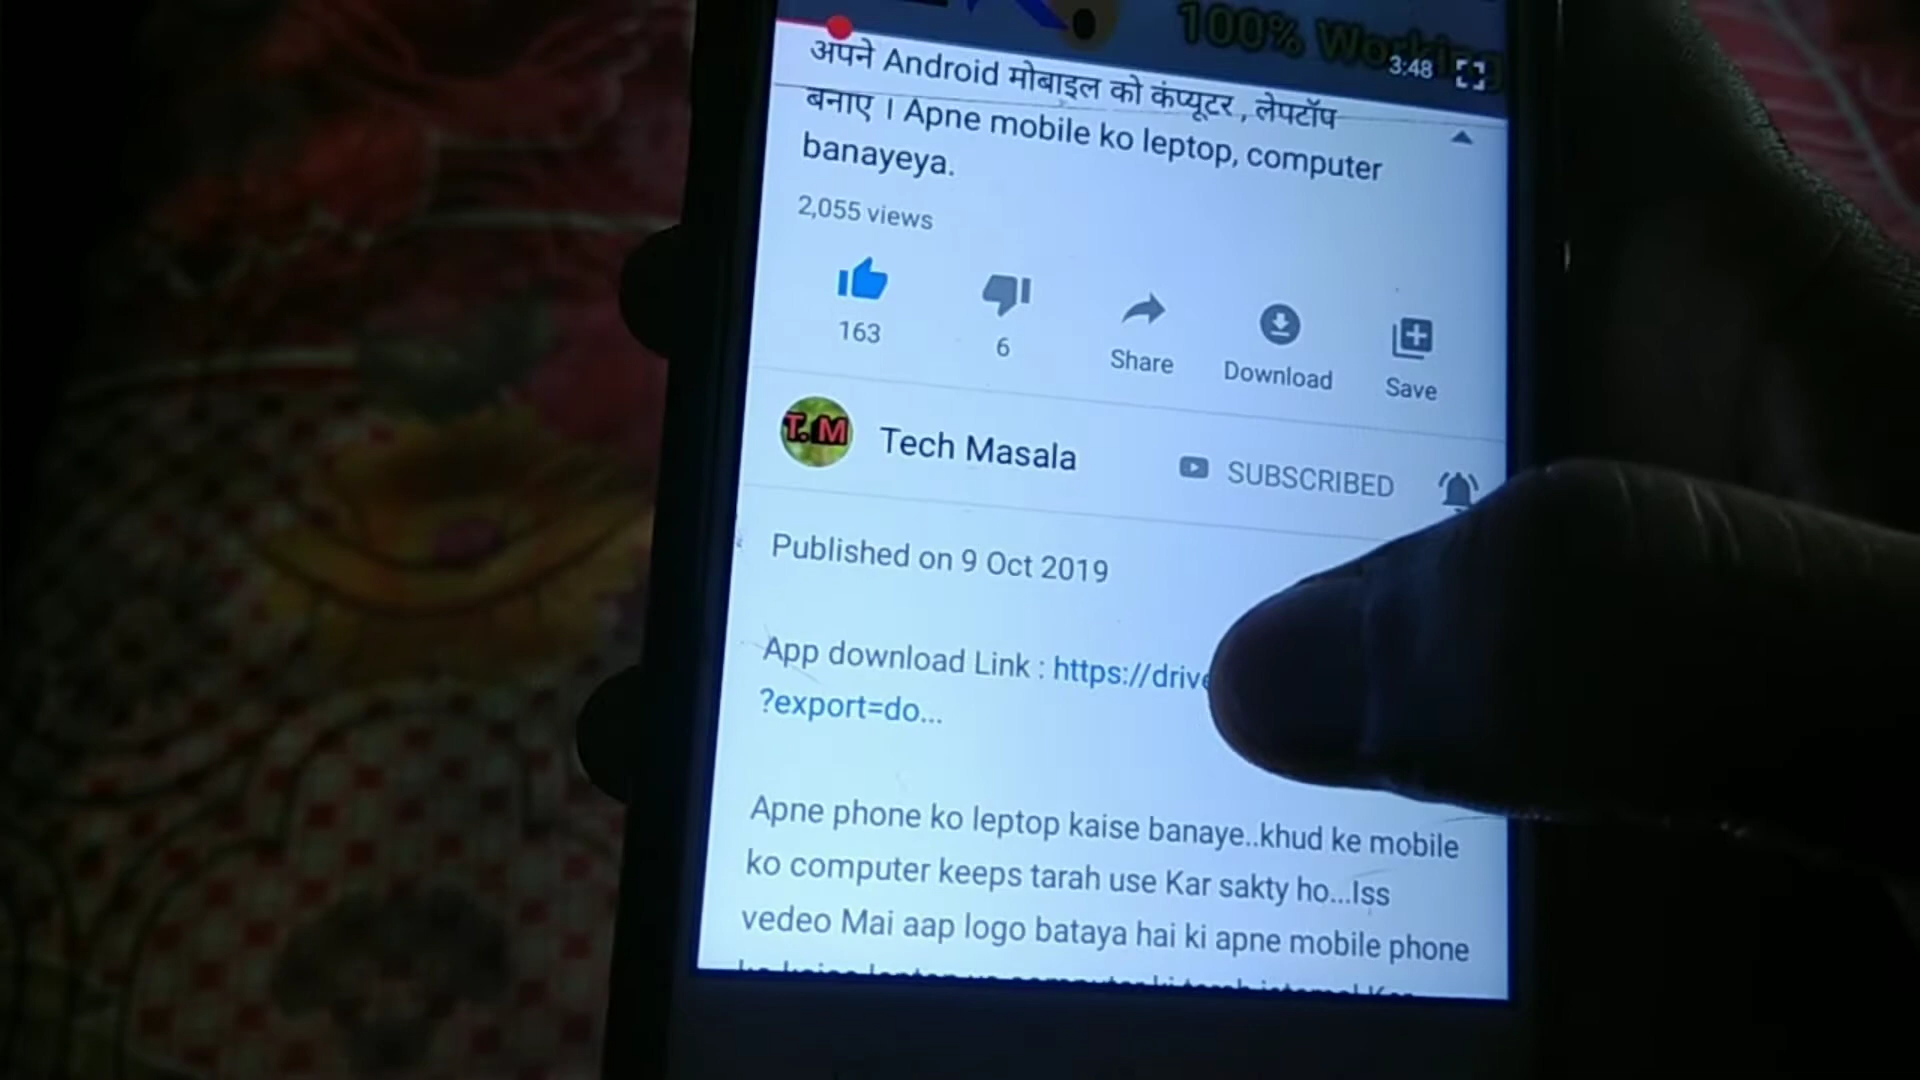 100% Working
3:48
अपने Android मोबाइल को कंप्यूटर , लेपटॉप
बनाए । Apne mobile ko leptop, computer
banayeya.
2,055 views
163
6
Share
Download
Save
T.M
Tech Masala
SUBSCRIBED
Published on 9 Oct 2019
App download Link : https://drive
?export=do...
Apne phone ko leptop kaise banaye..khud ke mobile
ko computer keeps tarah use Kar sakty ho...Iss
vedeo Mai aap logo bataya hai ki apne mobile phone